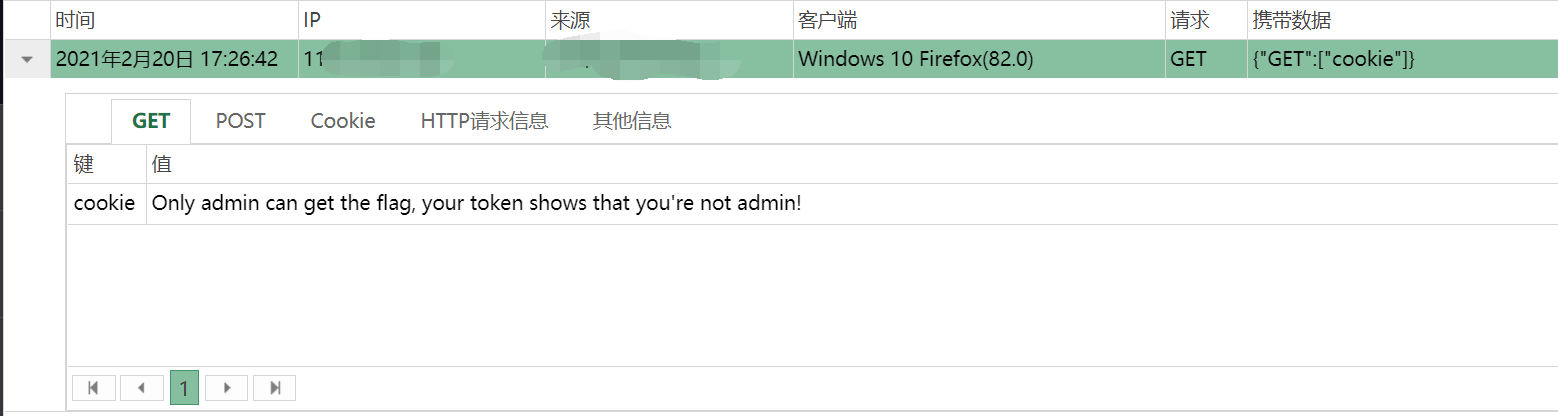 时间 IP 来源 客户端 请求 携带数据
2021年2月20日 17:26:42 11 Windows 10 Firefox(82.0) GET {"GET":["cookie"]}
GET POST Cookie HTTP请求信息 其他信息
键 值
cookie Only admin can get the flag, your token shows that you're not admin!
1